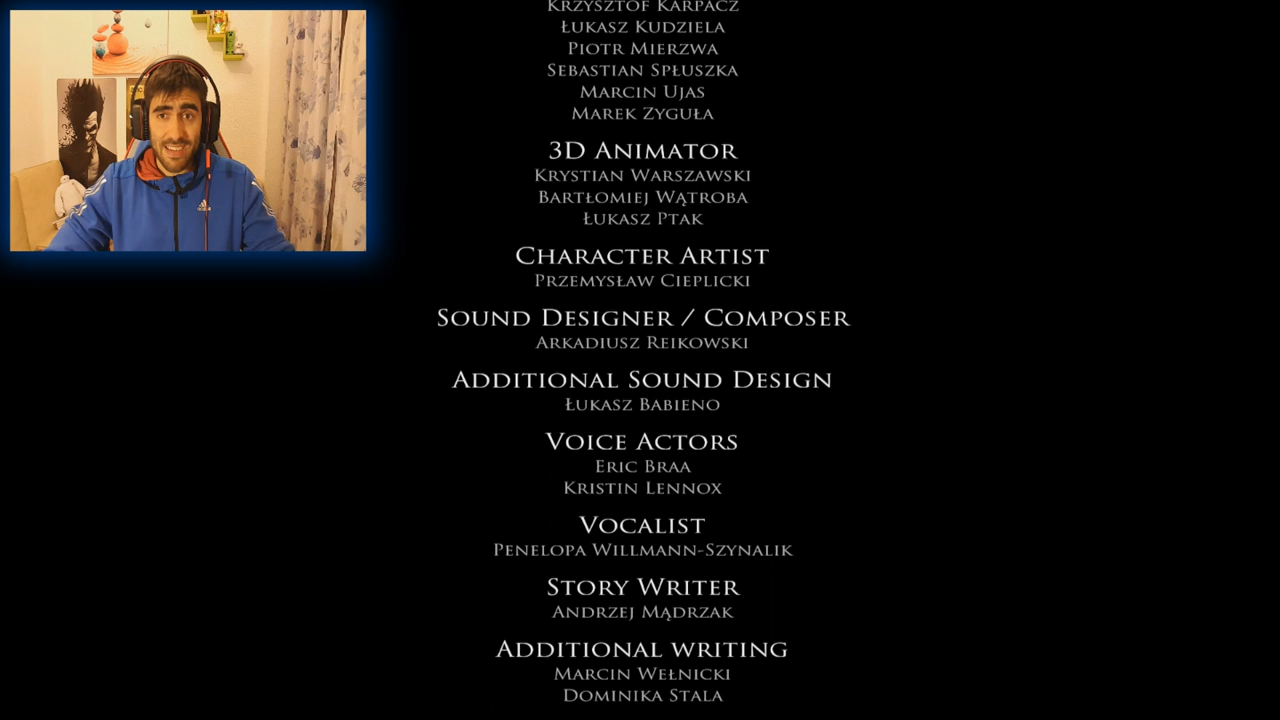 Krzysztof Karpacz
Łukasz Kudziela
Piotr Mierzwa
Sebastian Spłuszka
Marcin Ujas
Marek Zyguła
3D Animator
Krystian Warszawski
Bartłomiej Wątroba
Łukasz Ptak
Character Artist
Przemysław Cieplicki
Sound Designer / Composer
Arkadiusz Reikowski
Additional Sound Design
Łukasz Babieno
Voice Actors
Eric Braa
Kristin Lennox
Vocalist
Penelopa Willmann-Szynalik
Story Writer
Andrzej Mądrzak
Additional writing
Marcin Wełnicki
Dominika Stala
adidas